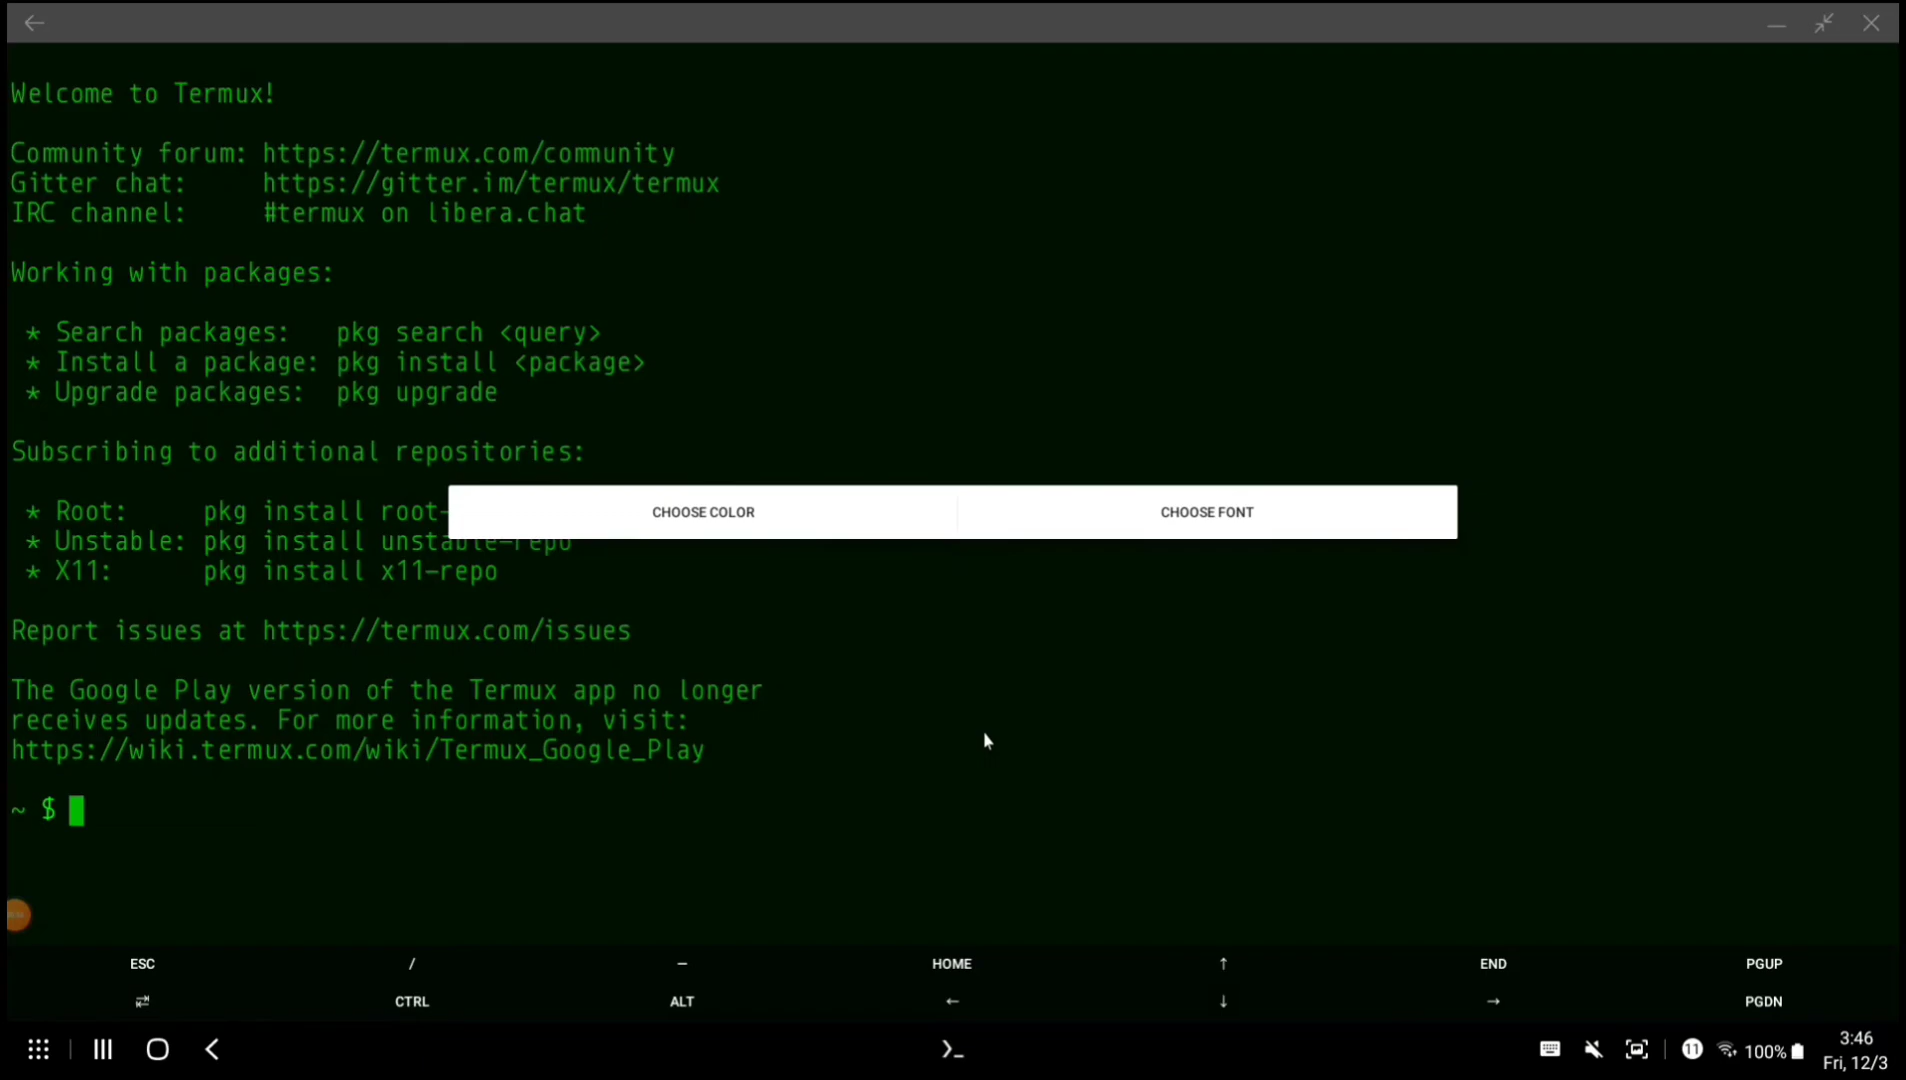 Welcome to Termux!
Community forum: https://termux.com/community
Gitter chat: https://gitter.im/termux/termux
IRC channel: #termux on libera.chat
Working with packages:
* Search packages: pkg search <query>
* Install a package: pkg install <package>
* Upgrade packages: pkg upgrade
Subscribing to additional repositories:
* Root: pkg install root-
CHOOSE COLOR CHOOSE FONT
* Unstable: pkg install unstable-repo
* X11: pkg install x11-repo
Report issues at https://termux.com/issues
The Google Play version of the Termux app no longer
receives updates. For more information, visit:
https://wiki.termux.com/wiki/Termux_Google_Play
~ $
ESC / — HOME ↑ END PGUP
⇄ CTRL ALT ← ↓ → PGDN
>_ 11 100% 3:46
Fri, 12/3